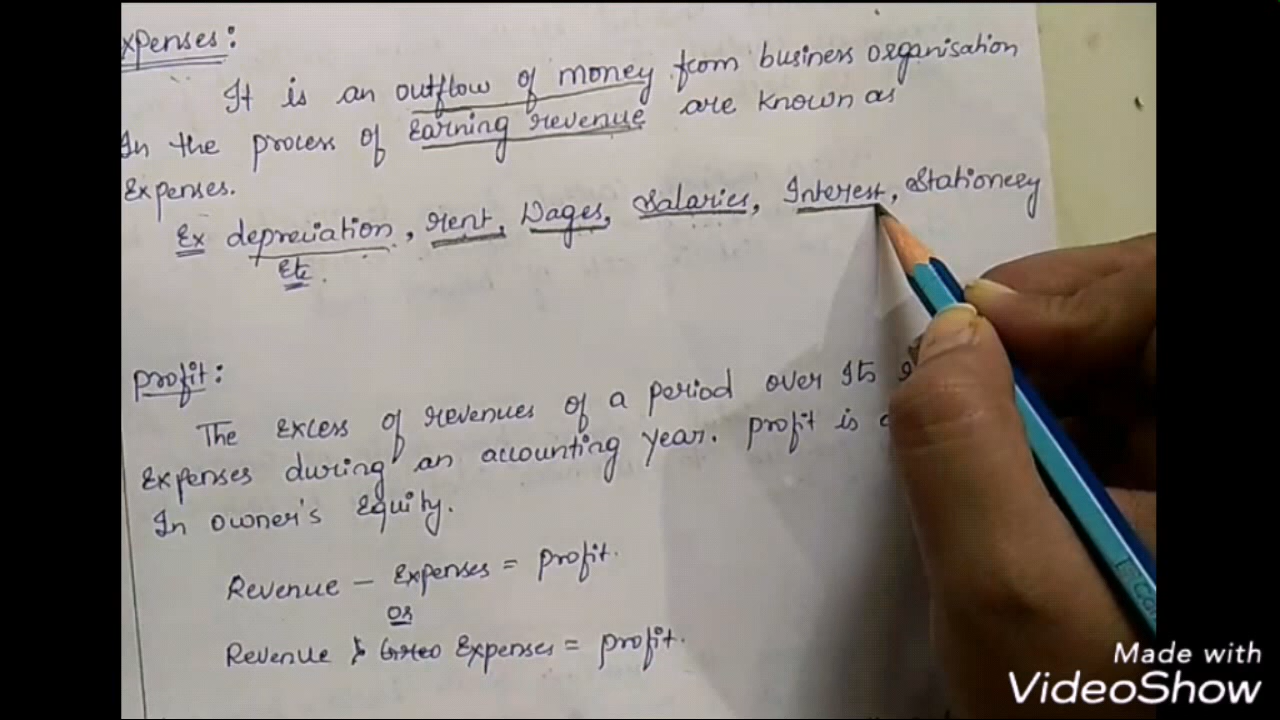 xpenses:
It is an outflow of money from business organisation
In the process of earning revenue are known as
Expenses.
Ex depreciation, rent, Wages, Salaries, Interest, Stationery
Etc.
profit:
The excess of revenues of a period over Its
Expenses during an accounting year. profit is
In owner's Equity.
Revenue - Expenses = profit.
or
Revenue > Expenses = profit.
Made with
VideoShow